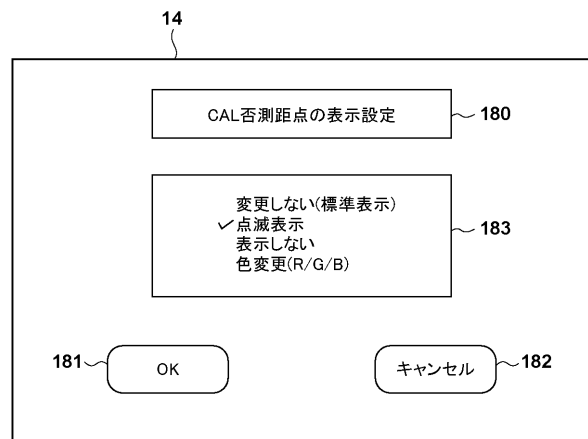 14
CAL否測距点の表示設定
180
変更しない(標準表示)
点滅表示
表示しない
色変更(R/G/B)
183
181
OK
キャンセル
182